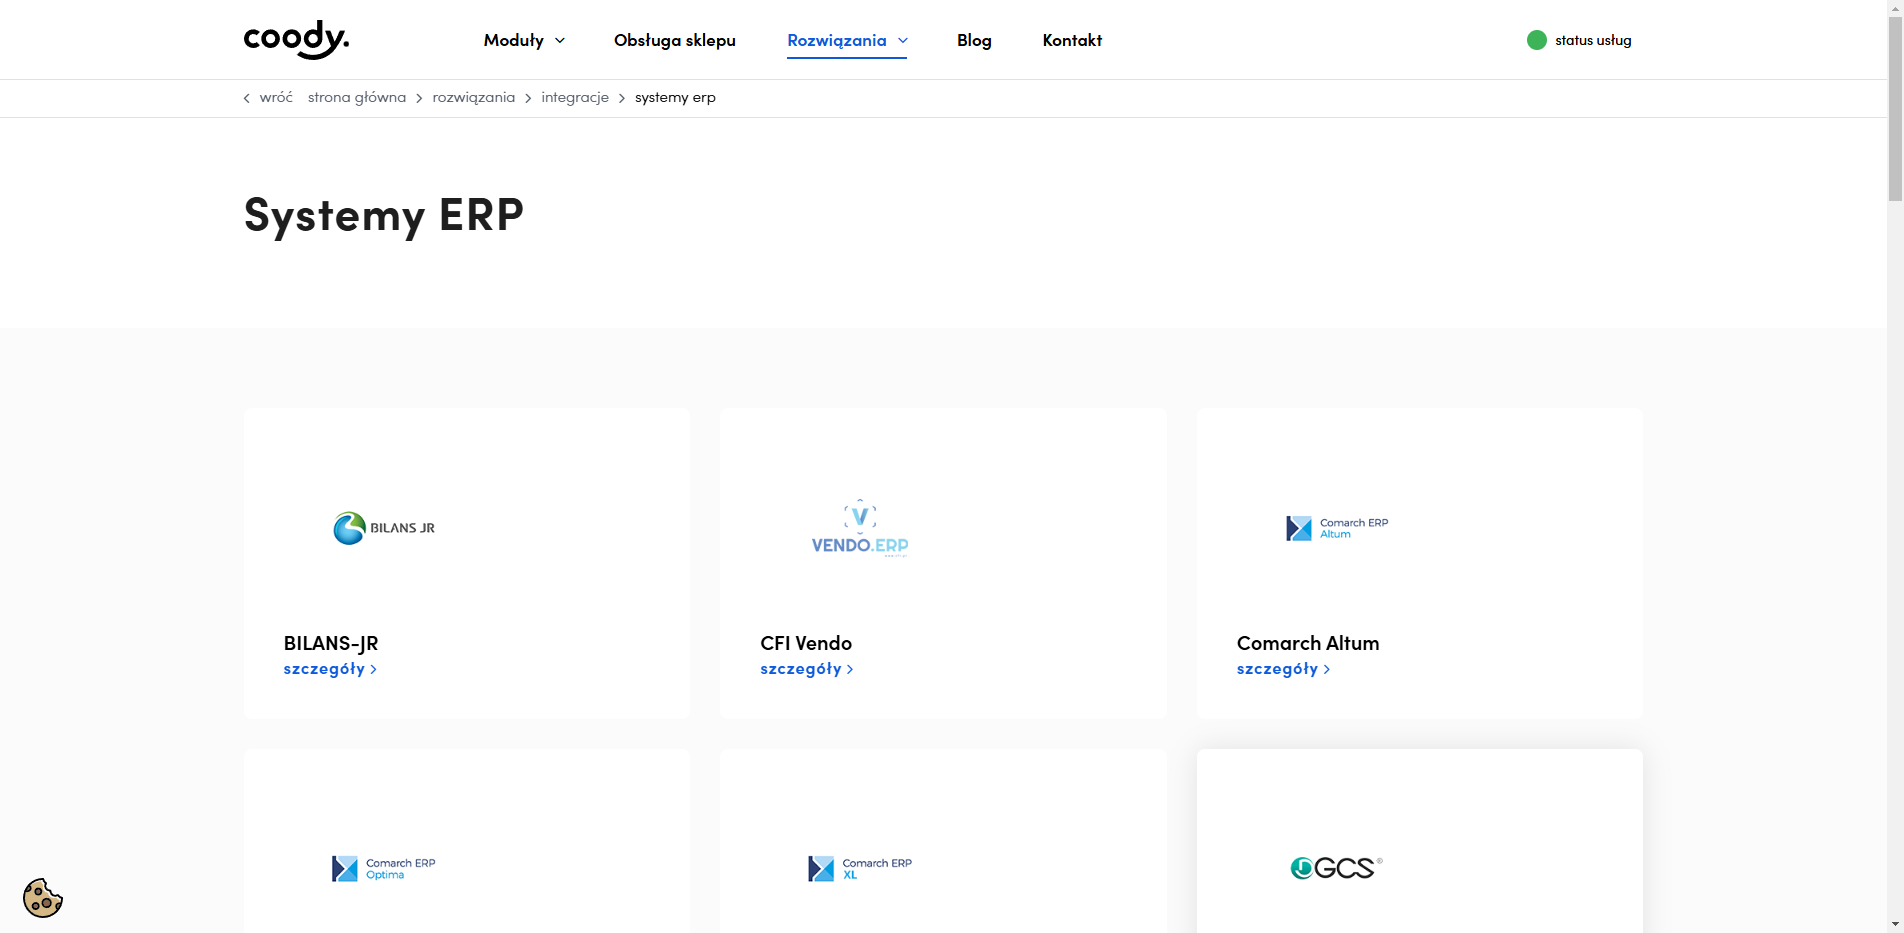 coody.
Moduły
Obsługa sklepu
Rozwiązania
Blog
Kontakt
status usług
wróć
strona główna > rozwiązania > integracje > systemy erp
Systemy ERP
BILANS JR
V
VENDO.ERP
Comarch ERP
Altum
BILANS-JR
szczegóły >
CFI Vendo
szczegóły >
Comarch Altum
szczegóły >
Comarch ERP
Optima
Comarch ERP
XL
GCS®